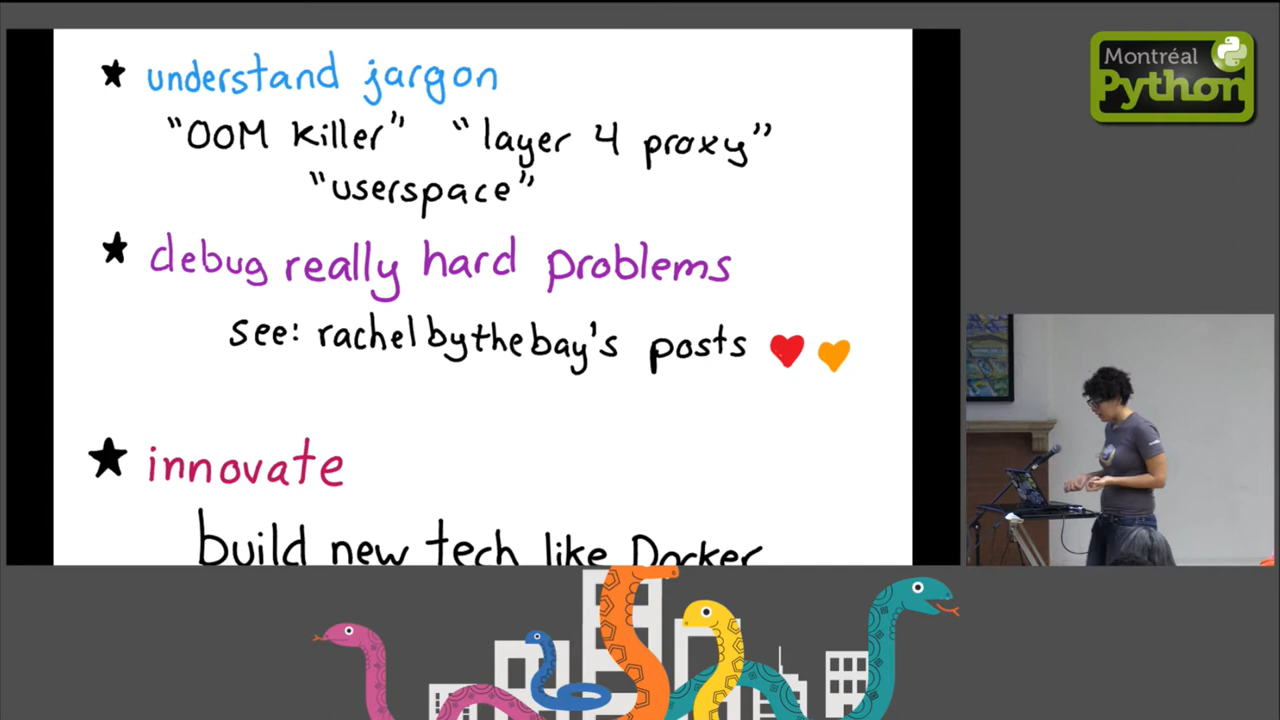 ★ understand jargon
"OOM killer" "layer 4 proxy"
"userspace"
★ debug really hard problems
see: rachelbythebay's posts
★ innovate
build new tech like Docker
Montréal
Python